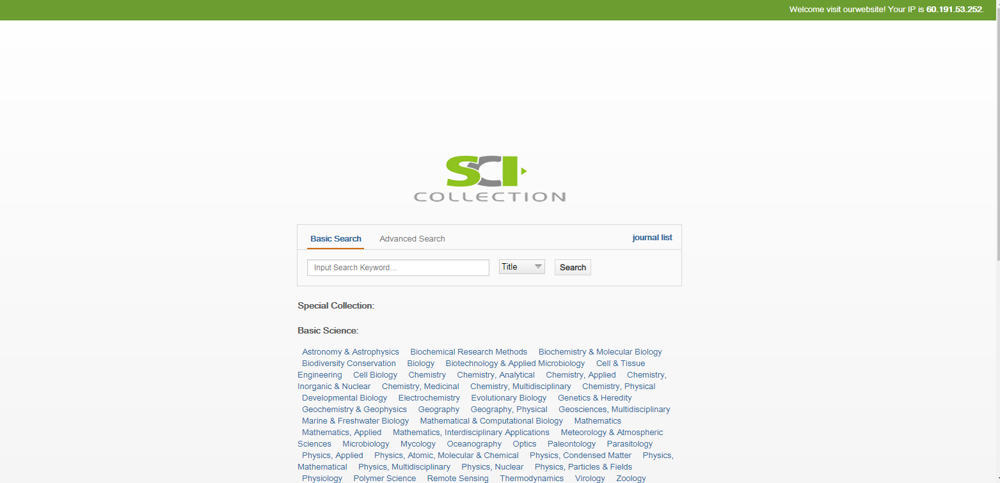 Welcome visit ourwebsite! Your IP is 60.191.53.252.
SCI
COLLECTION
Basic Search Advanced Search journal list
Input Search Keyword... Title Search
Special Collection:
Basic Science:
Astronomy & Astrophysics Biochemical Research Methods Biochemistry & Molecular Biology
Biodiversity Conservation Biology Biotechnology & Applied Microbiology Cell & Tissue
Engineering Cell Biology Chemistry Chemistry, Analytical Chemistry, Applied Chemistry,
Inorganic & Nuclear Chemistry, Medicinal Chemistry, Multidisciplinary Chemistry, Physical
Developmental Biology Electrochemistry Evolutionary Biology Genetics & Heredity
Geochemistry & Geophysics Geography Geography, Physical Geosciences, Multidisciplinary
Marine & Freshwater Biology Mathematical & Computational Biology Mathematics
Mathematics, Applied Mathematics, Interdisciplinary Applications Meteorology & Atmospheric
Sciences Microbiology Mycology Oceanography Optics Paleontology Parasitology
Physics, Applied Physics, Atomic, Molecular & Chemical Physics, Condensed Matter Physics,
Mathematical Physics, Multidisciplinary Physics, Nuclear Physics, Particles & Fields
Physiology Polymer Science Remote Sensing Thermodynamics Virology Zoology